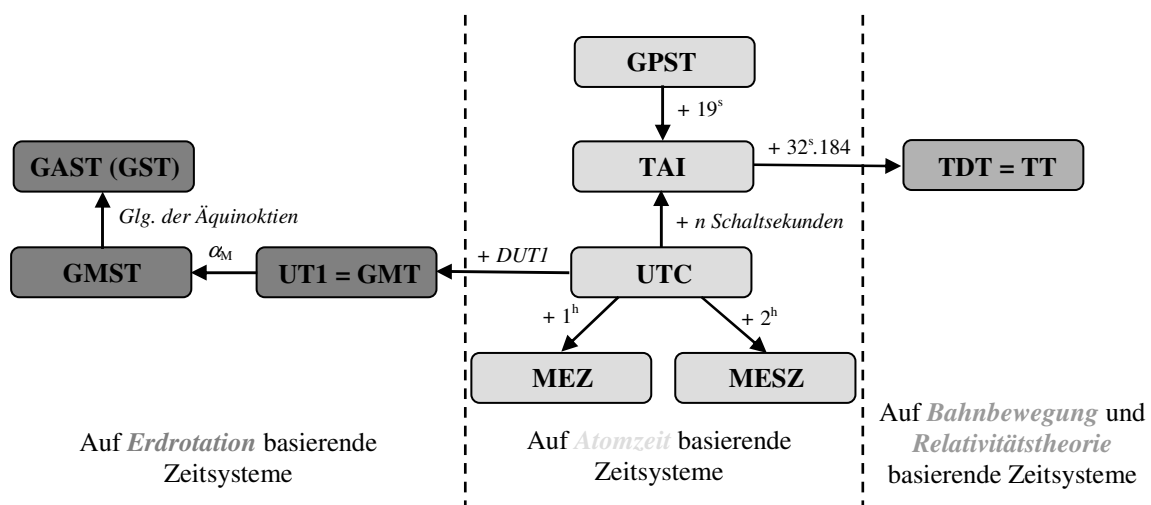 GPST
+ 19ˢ
GAST (GST)
TAI
+ 32ˢ.184
TDT = TT
Glg. der Äquinoktien
+ n Schaltsekunden
GMST
αM
UT1 = GMT
+ DUT1
UTC
+ 1ʰ
+ 2ʰ
MEZ
MESZ
Auf Erdrotation basierende
Zeitsysteme
Auf Atomzeit basierende
Zeitsysteme
Auf Bahnbewegung und
Relativitätstheorie
basierende Zeitsysteme